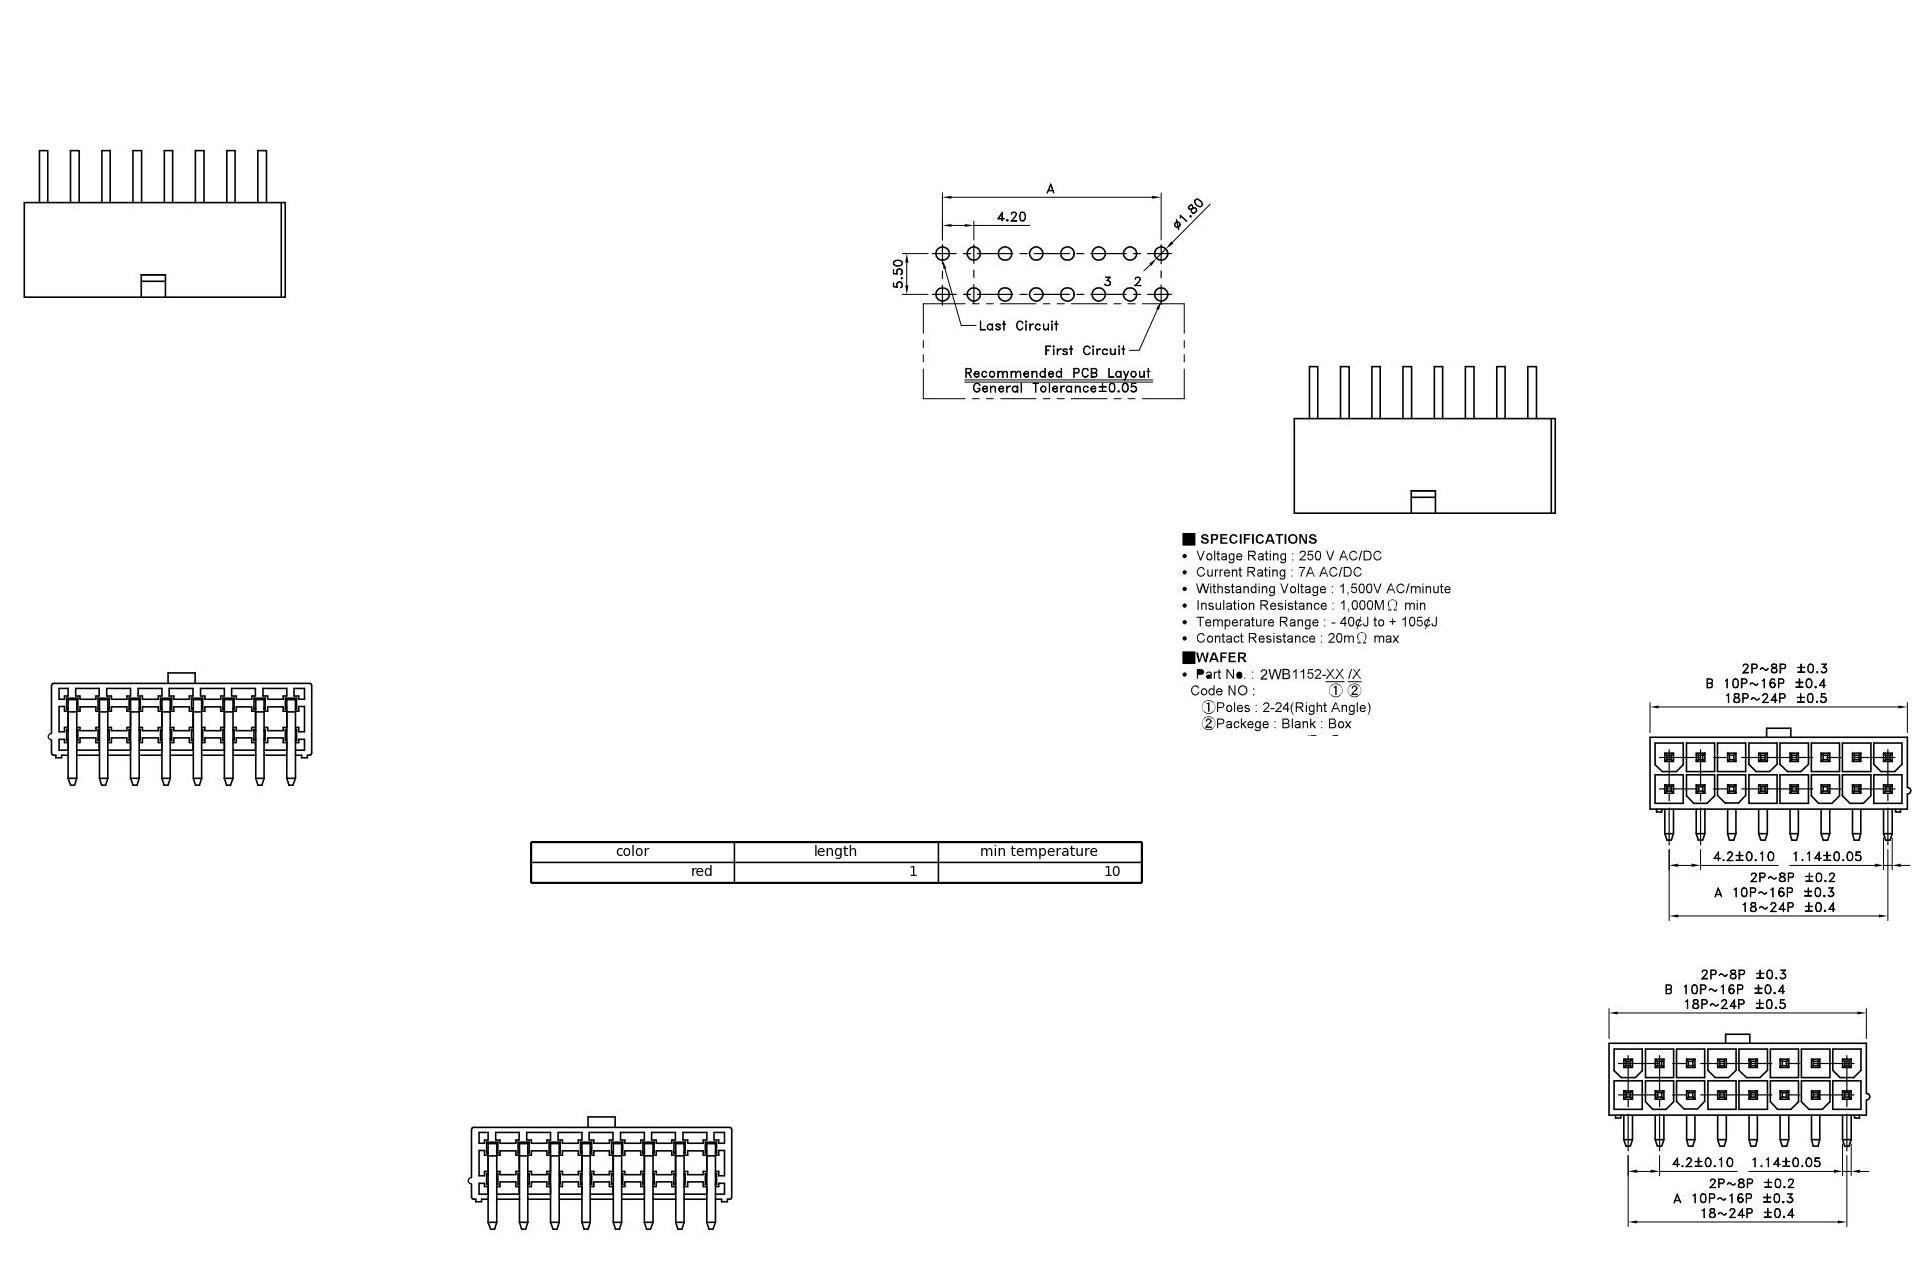 A
4.20
ø1.80
5.50
3 2
Last Circuit
First Circuit
Recommended PCB Layout
General Tolerance±0.05
■ SPECIFICATIONS
• Voltage Rating : 250 V AC/DC
• Current Rating : 7A AC/DC
• Withstanding Voltage : 1,500V AC/minute
• Insulation Resistance : 1,000MΩ min
• Temperature Range : - 40¢J to + 105¢J
• Contact Resistance : 20mΩ max
■WAFER
• Part No. : 2WB1152-XX /X
Code NO : ① ②
①Poles : 2-24(Right Angle)
②Packege : Blank : Box
2P~8P ±0.3
B 10P~16P ±0.4
18P~24P ±0.5
4.2±0.10 1.14±0.05
2P~8P ±0.2
A 10P~16P ±0.3
18~24P ±0.4
color length min temperature
red 1 10
2P~8P ±0.3
B 10P~16P ±0.4
18P~24P ±0.5
4.2±0.10 1.14±0.05
2P~8P ±0.2
A 10P~16P ±0.3
18~24P ±0.4